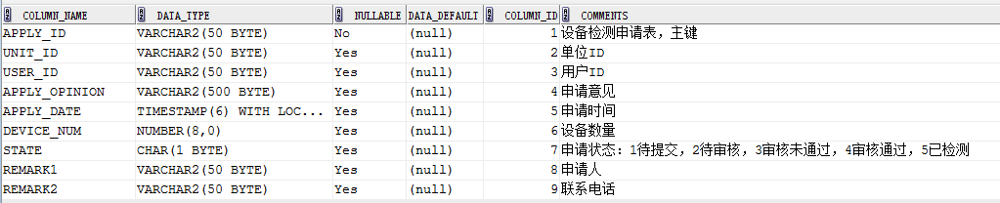 COLUMN_NAME DATA_TYPE NULLABLE DATA_DEFAULT COLUMN_ID COMMENTS
APPLY_ID VARCHAR2(50 BYTE) No (null) 1 设备检测申请表，主键
UNIT_ID VARCHAR2(50 BYTE) Yes (null) 2 单位ID
USER_ID VARCHAR2(50 BYTE) Yes (null) 3 用户ID
APPLY_OPINION VARCHAR2(500 BYTE) Yes (null) 4 申请意见
APPLY_DATE TIMESTAMP(6) WITH LOC... Yes (null) 5 申请时间
DEVICE_NUM NUMBER(8,0) Yes (null) 6 设备数量
STATE CHAR(1 BYTE) Yes (null) 7 申请状态：1待提交，2待审核，3审核未通过，4审核通过，5已检测
REMARK1 VARCHAR2(50 BYTE) Yes (null) 8 申请人
REMARK2 VARCHAR2(50 BYTE) Yes (null) 9 联系电话